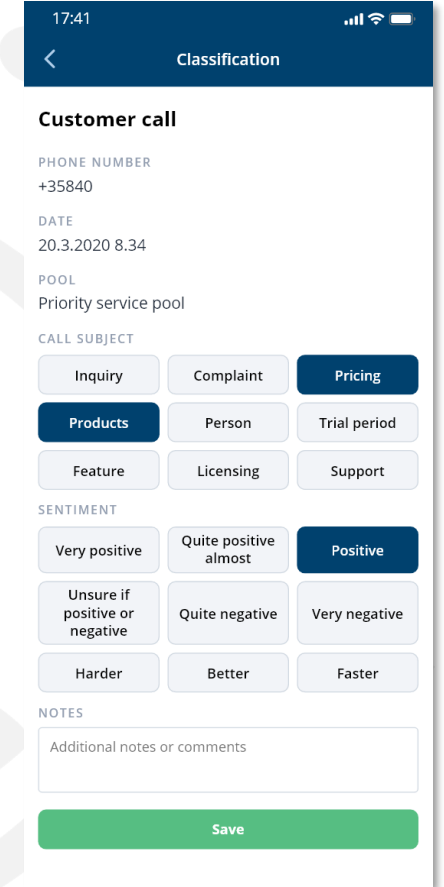 17:41
Classification
Customer call
PHONE NUMBER
+35840
DATE
20.3.2020 8.34
POOL
Priority service pool
CALL SUBJECT
Inquiry Complaint Pricing
Products Person Trial period
Feature Licensing Support
SENTIMENT
Very positive Quite positive almost Positive
Unsure if positive or negative Quite negative Very negative
Harder Better Faster
NOTES
Additional notes or comments
Save